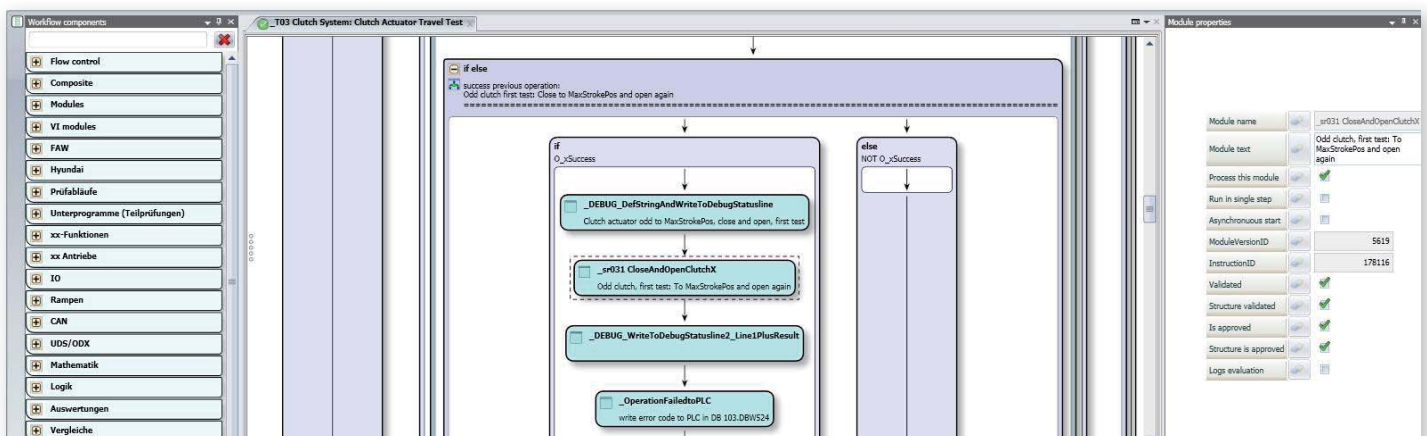 Workflow components
Flow control
Composite
Modules
VI modules
FAW
Hyundai
Prüfabläufe
Unterprogramme (Teilprüfungen)
xx-Funktionen
xx Antriebe
IO
Rampen
CAN
UDS/ODX
Mathematik
Logik
Auswertungen
Vergleiche
_T03 Clutch System: Clutch Actuator Travel Test
if else
success previous operation:
Odd clutch first test: Close to MaxStrokePos and open again
if
O_xSuccess
_DEBUG_DefStringAndWriteToDebugStatusline
Clutch actuator odd to MaxStrokePos, close and open, first test
_sr031 CloseAndOpenClutchX
Odd clutch, first test: To MaxStrokePos and open again
_DEBUG_WriteToDebugStatusline2_Line1PlusResult
_OperationFailedtoPLC
write error code to PLC in DB 103.DBW524
else
NOT O_xSuccess
Module properties
Module name _sr031 CloseAndOpenClutchX
Module text Odd clutch, first test: To
MaxStrokePos and open
again
Process this module
Run in single step
Asynchronuous start
ModuleVersionID 5619
InstructionID 178116
Validated
Structure validated
Is approved
Structure is approved
Logs evaluation